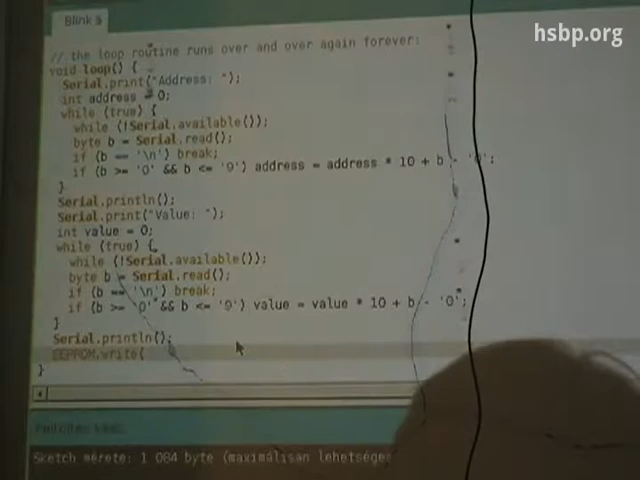 hsbp.org
Blink §
// the loop routine runs over and over again forever:
void loop() {
Serial.print("Address: ");
int address = 0;
while (true) {
while (!Serial.available());
byte b = Serial.read();
if (b == '\n') break;
if (b >= '0' && b <= '9') address = address * 10 + b - '0';
}
Serial.println();
Serial.print("Value: ");
int value = 0;
while (true) {
while (!Serial.available());
byte b = Serial.read();
if (b == '\n') break;
if (b >= '0' && b <= '9') value = value * 10 + b - '0';
}
Serial.println();
EEPROM.write(
}
Sketch mérete: 1 084 byte (maximálisan lehetséges